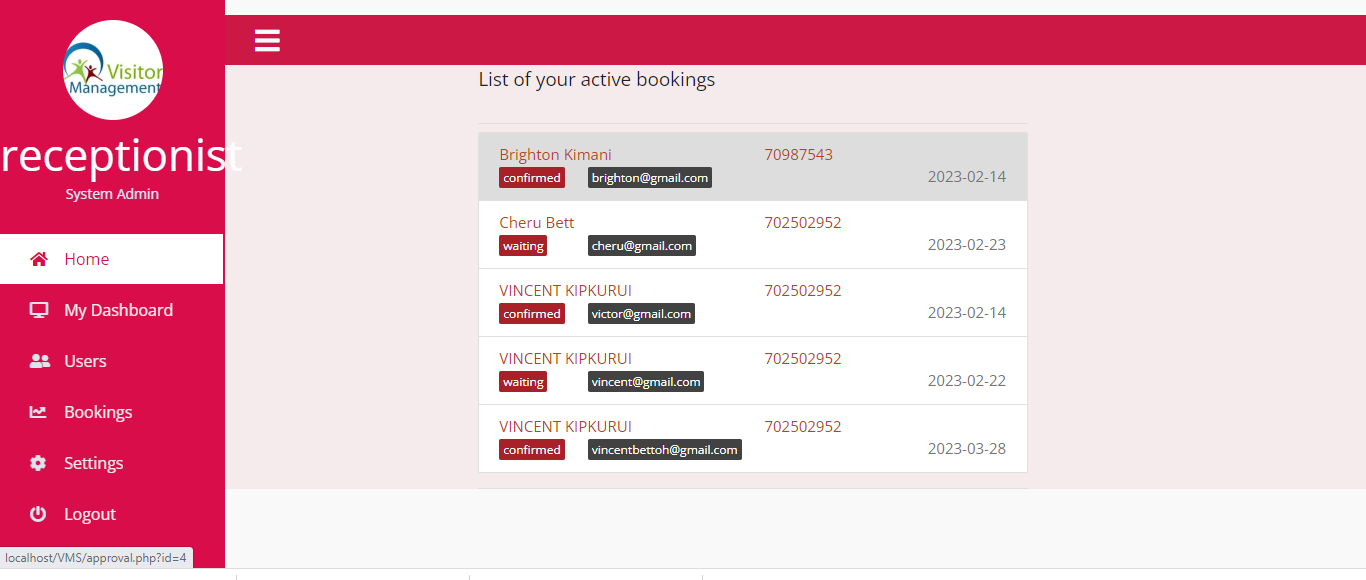 Visitor
Management
receptionist
System Admin
Home
My Dashboard
Users
Bookings
Settings
Logout
localhost/VMS/approval.php?id=4
List of your active bookings
Brighton Kimani 70987543
confirmed brighton@gmail.com 2023-02-14
Cheru Bett 702502952
waiting cheru@gmail.com 2023-02-23
VINCENT KIPKURUI 702502952
confirmed victor@gmail.com 2023-02-14
VINCENT KIPKURUI 702502952
waiting vincent@gmail.com 2023-02-22
VINCENT KIPKURUI 702502952
confirmed vincentbettoh@gmail.com 2023-03-28